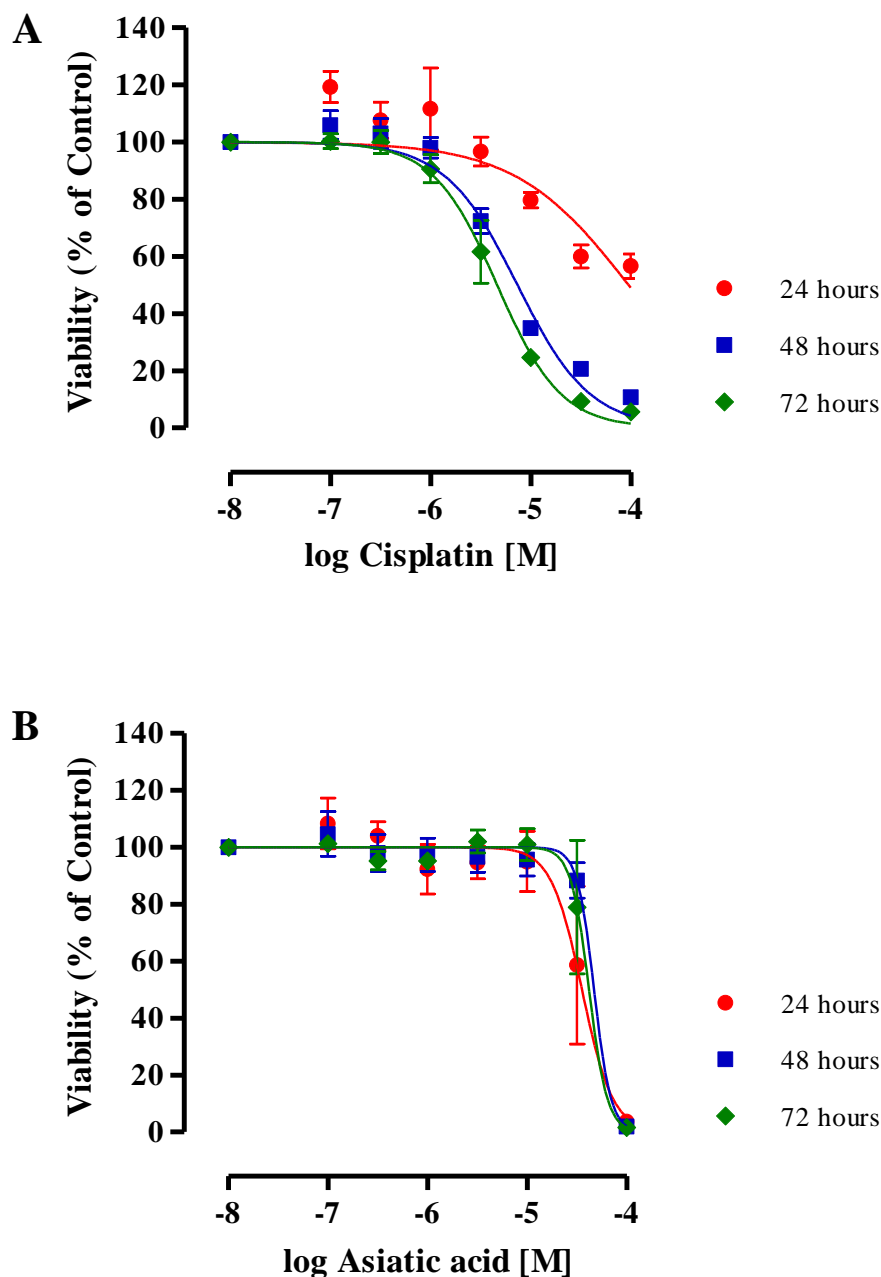 A
Viability (% of Control)
140
120
100
80
60
40
20
0
-8 -7 -6 -5 -4
log Cisplatin [M]
24 hours
48 hours
72 hours
B
Viability (% of Control)
140
120
100
80
60
40
20
0
-8 -7 -6 -5 -4
log Asiatic acid [M]
24 hours
48 hours
72 hours